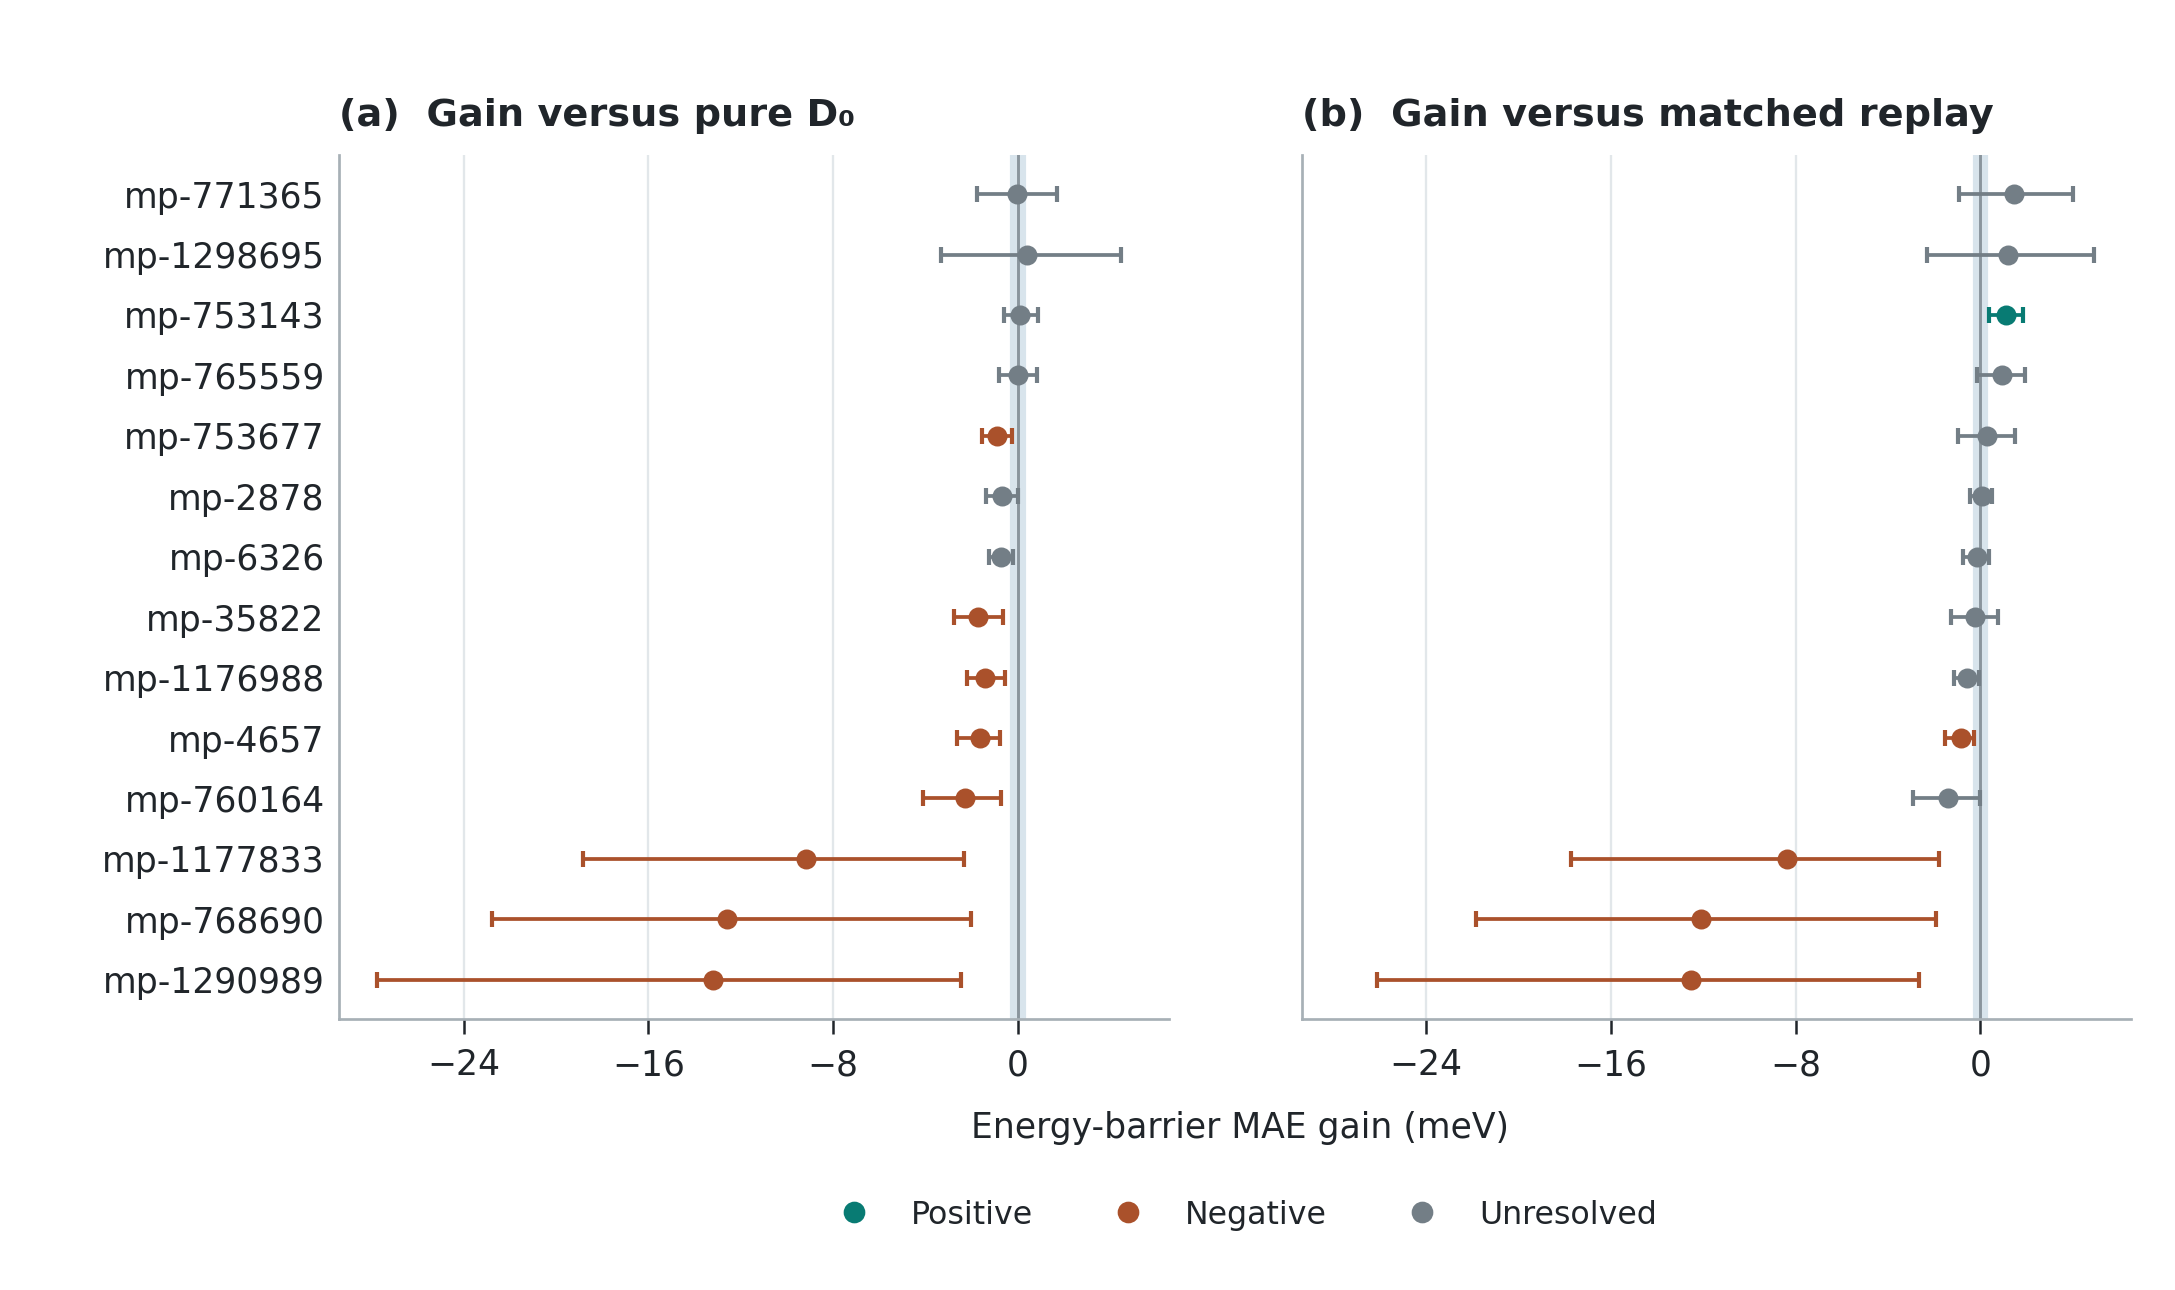 (a) Gain versus pure D₀
(b) Gain versus matched replay
mp-771365
mp-1298695
mp-753143
mp-765559
mp-753677
mp-2878
mp-6326
mp-35822
mp-1176988
mp-4657
mp-760164
mp-1177833
mp-768690
mp-1290989
−24 −16 −8 0
−24 −16 −8 0
Energy-barrier MAE gain (meV)
Positive Negative Unresolved